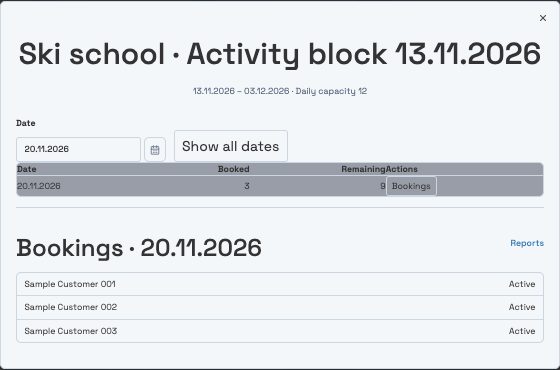 ×
Ski school · Activity block 13.11.2026
13.11.2026 – 03.12.2026 · Daily capacity 12
Date
20.11.2026
Show all dates
Date Booked Remaining Actions
20.11.2026 3 9 Bookings
Bookings · 20.11.2026
Reports
Sample Customer 001 Active
Sample Customer 002 Active
Sample Customer 003 Active